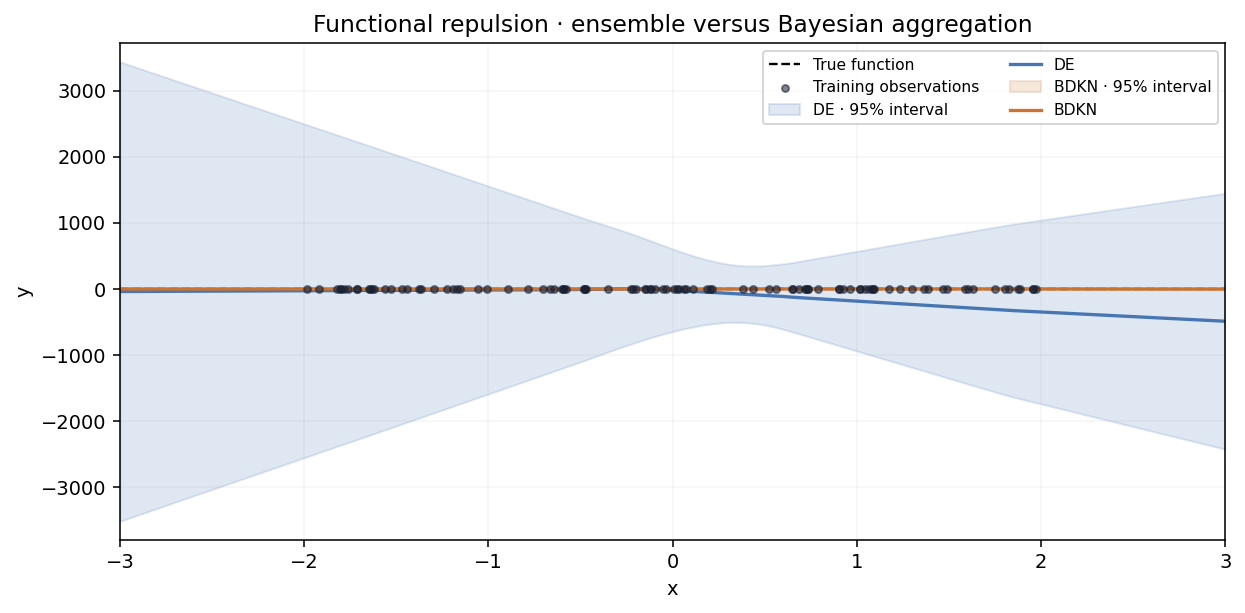 Functional repulsion · ensemble versus Bayesian aggregation
True function
Training observations
DE · 95% interval
DE
BDKN · 95% interval
BDKN
y
3000
2000
1000
0
−1000
−2000
−3000
−3
−2
−1
0
1
2
3
x